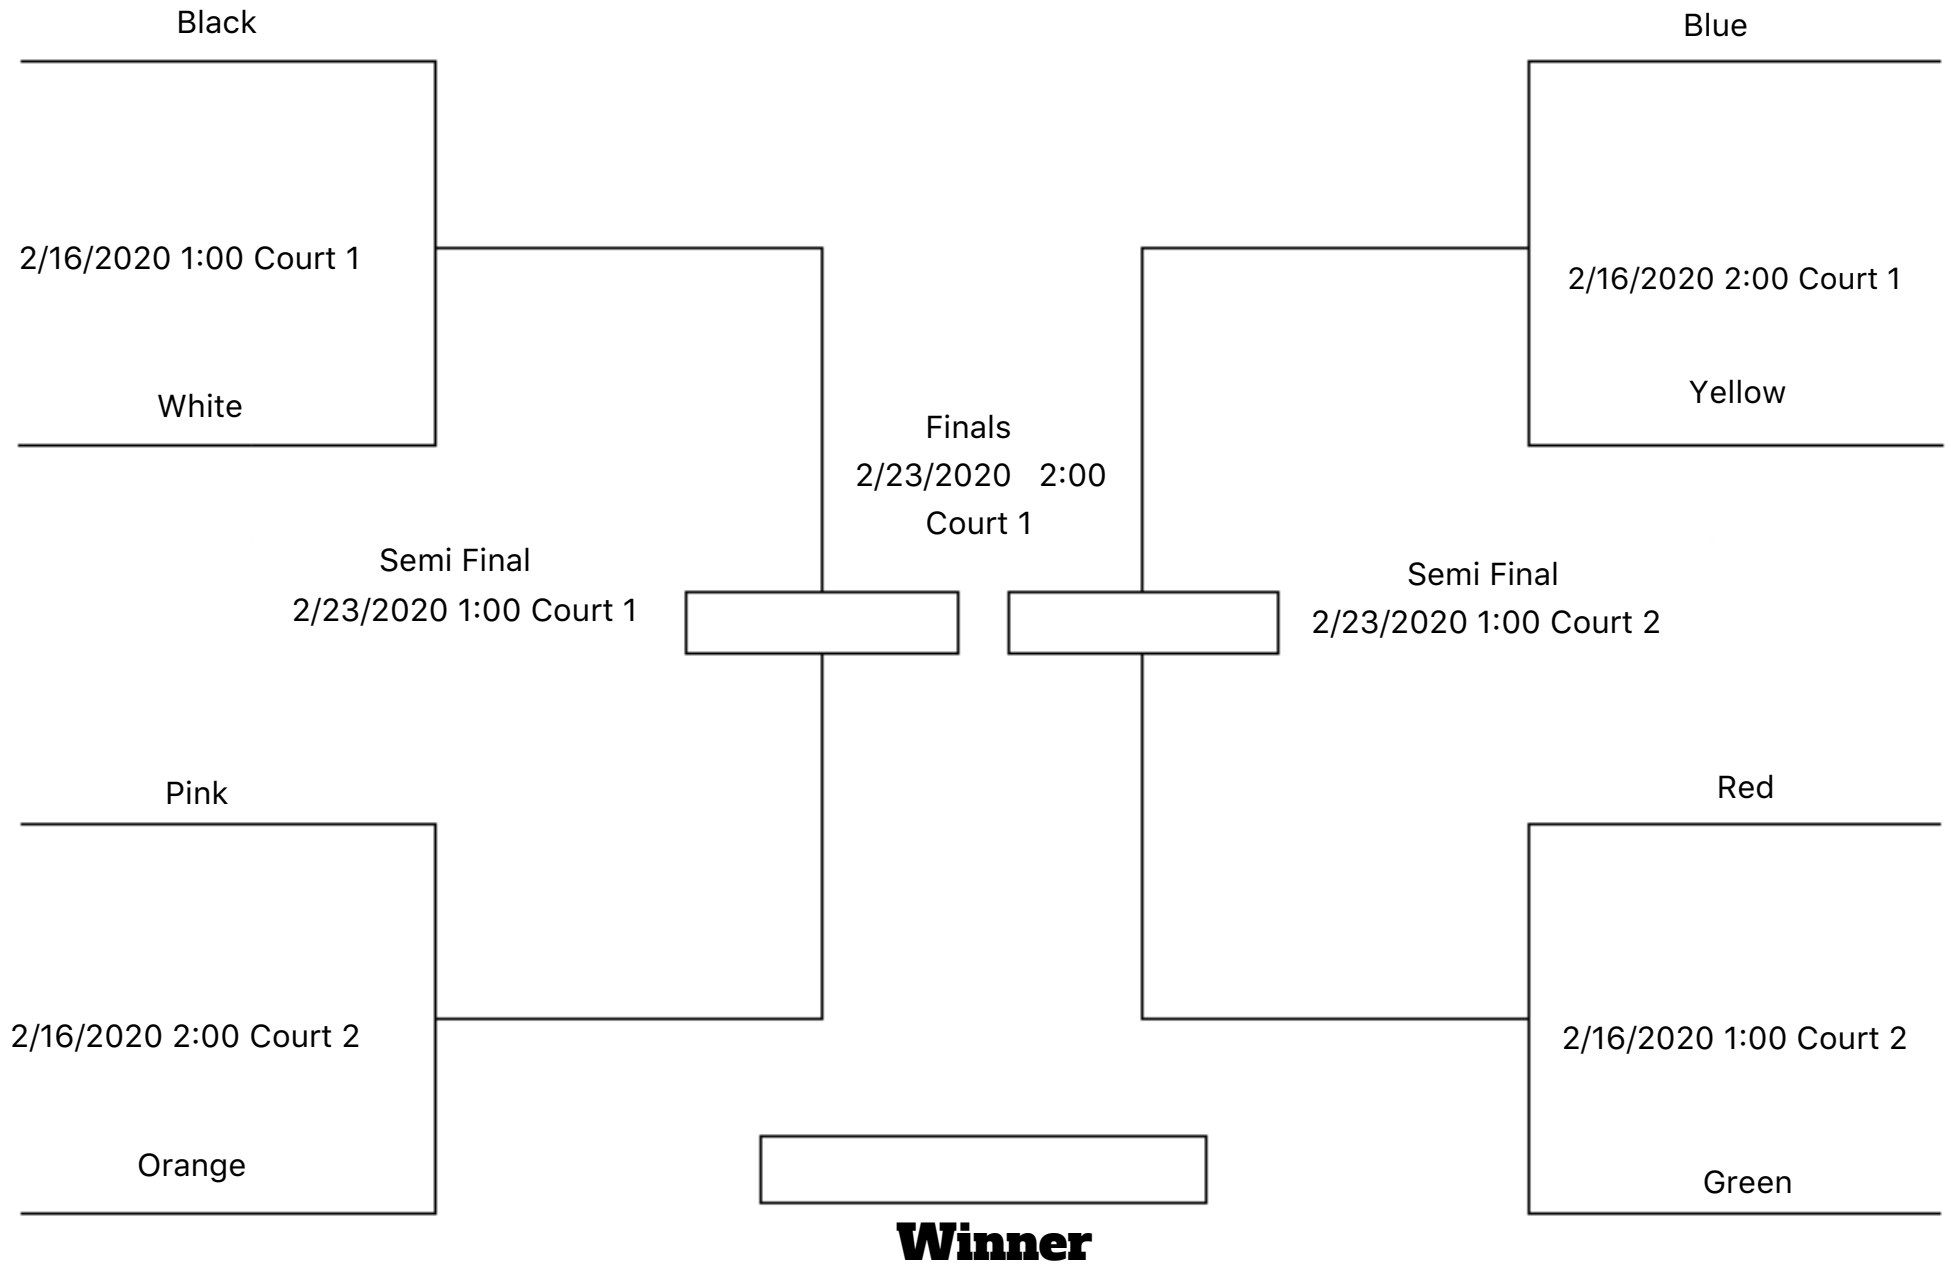 Black
Blue
2/16/2020 1:00 Court 1
2/16/2020 2:00 Court 1
White
Yellow
Finals
2/23/2020   2:00
Court 1
Semi Final
2/23/2020 1:00 Court 1
Semi Final
2/23/2020 1:00 Court 2
Pink
Red
2/16/2020 2:00 Court 2
2/16/2020 1:00 Court 2
Orange
Green
Winner